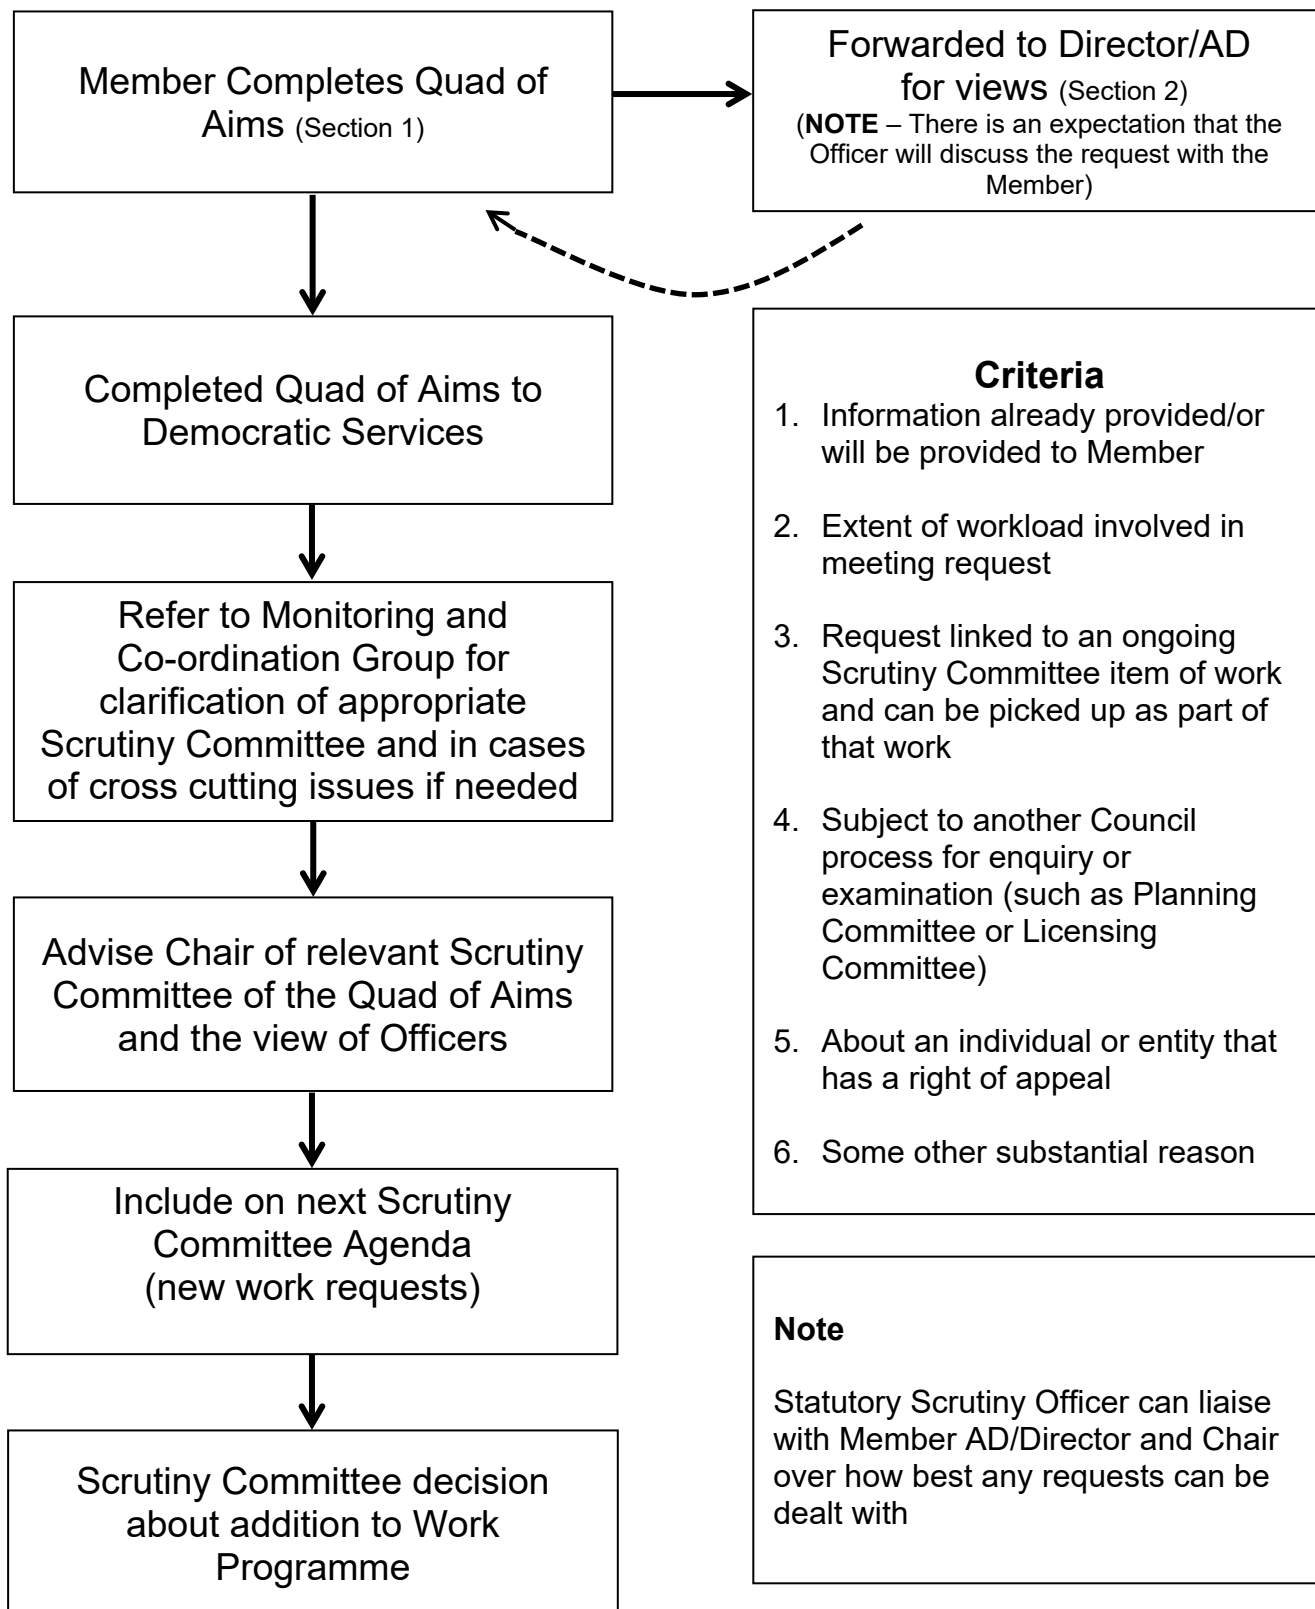 Member Completes Quad of
Aims (Section 1)
Forwarded to Director/AD
for views (Section 2)
(NOTE – There is an expectation that the
Officer will discuss the request with the
Member)
Completed Quad of Aims to
Democratic Services
Refer to Monitoring and
Co-ordination Group for
clarification of appropriate
Scrutiny Committee and in cases
of cross cutting issues if needed
Advise Chair of relevant Scrutiny
Committee of the Quad of Aims
and the view of Officers
Include on next Scrutiny
Committee Agenda
(new work requests)
Scrutiny Committee decision
about addition to Work
Programme
Criteria
1. Information already provided/or
will be provided to Member
2. Extent of workload involved in
meeting request
3. Request linked to an ongoing
Scrutiny Committee item of work
and can be picked up as part of
that work
4. Subject to another Council
process for enquiry or
examination (such as Planning
Committee or Licensing
Committee)
5. About an individual or entity that
has a right of appeal
6. Some other substantial reason
Note
Statutory Scrutiny Officer can liaise
with Member AD/Director and Chair
over how best any requests can be
dealt with